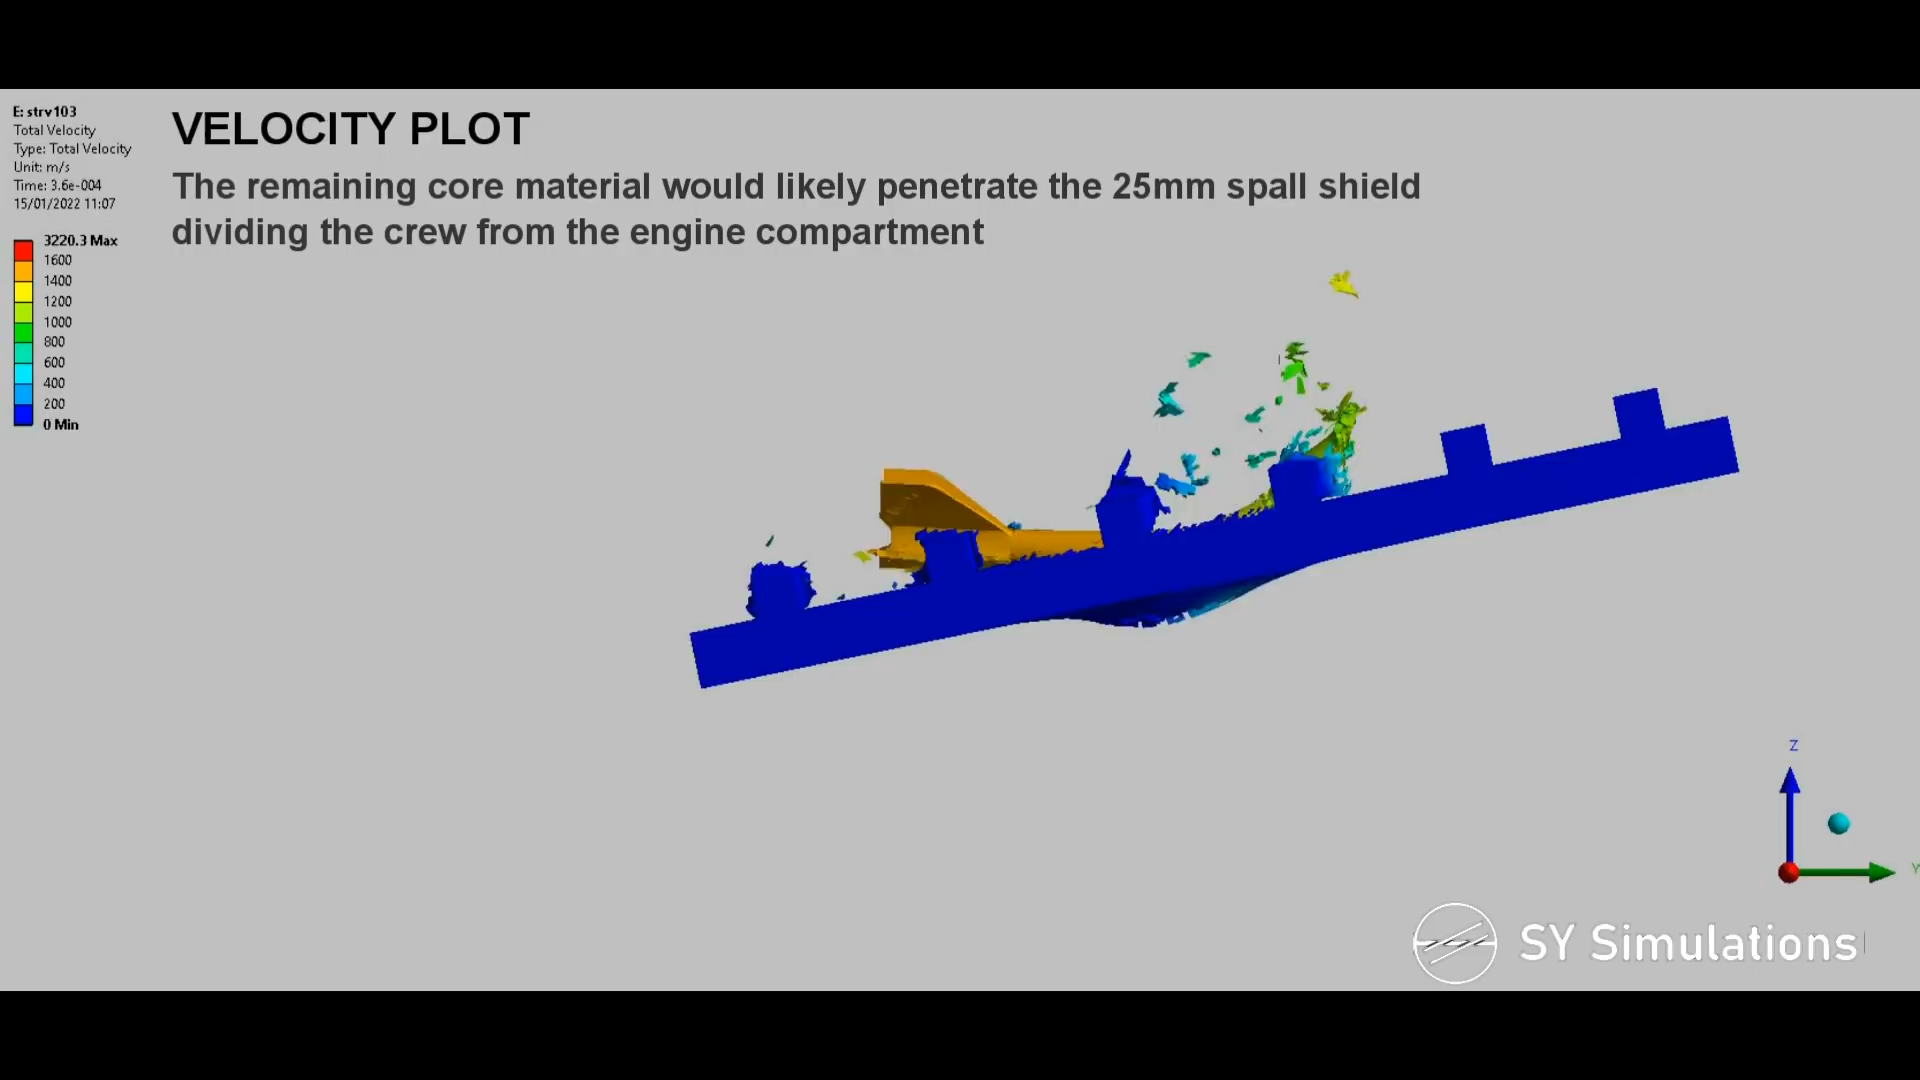 E: strv103
Total Velocity
Type: Total Velocity
Unit: m/s
Time: 3.6e-004
15/01/2022 11:07
3220.3 Max
1600
1400
1200
1000
800
600
400
200
0 Min
VELOCITY PLOT
The remaining core material would likely penetrate the 25mm spall shield
dividing the crew from the engine compartment
Z
Y
SY Simulations